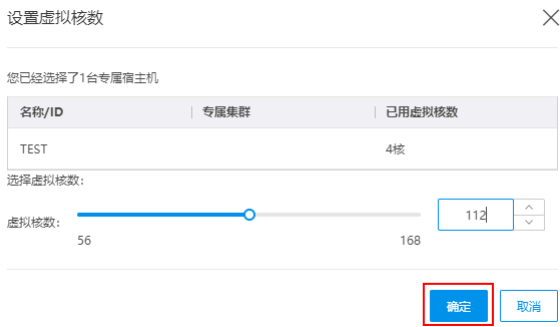 设置虚拟核数
您已经选择了1台专属宿主机
名称/ID 专属集群 已用虚拟核数
TEST 4核
选择虚拟核数:
虚拟核数: 112
56 168
确定 取消